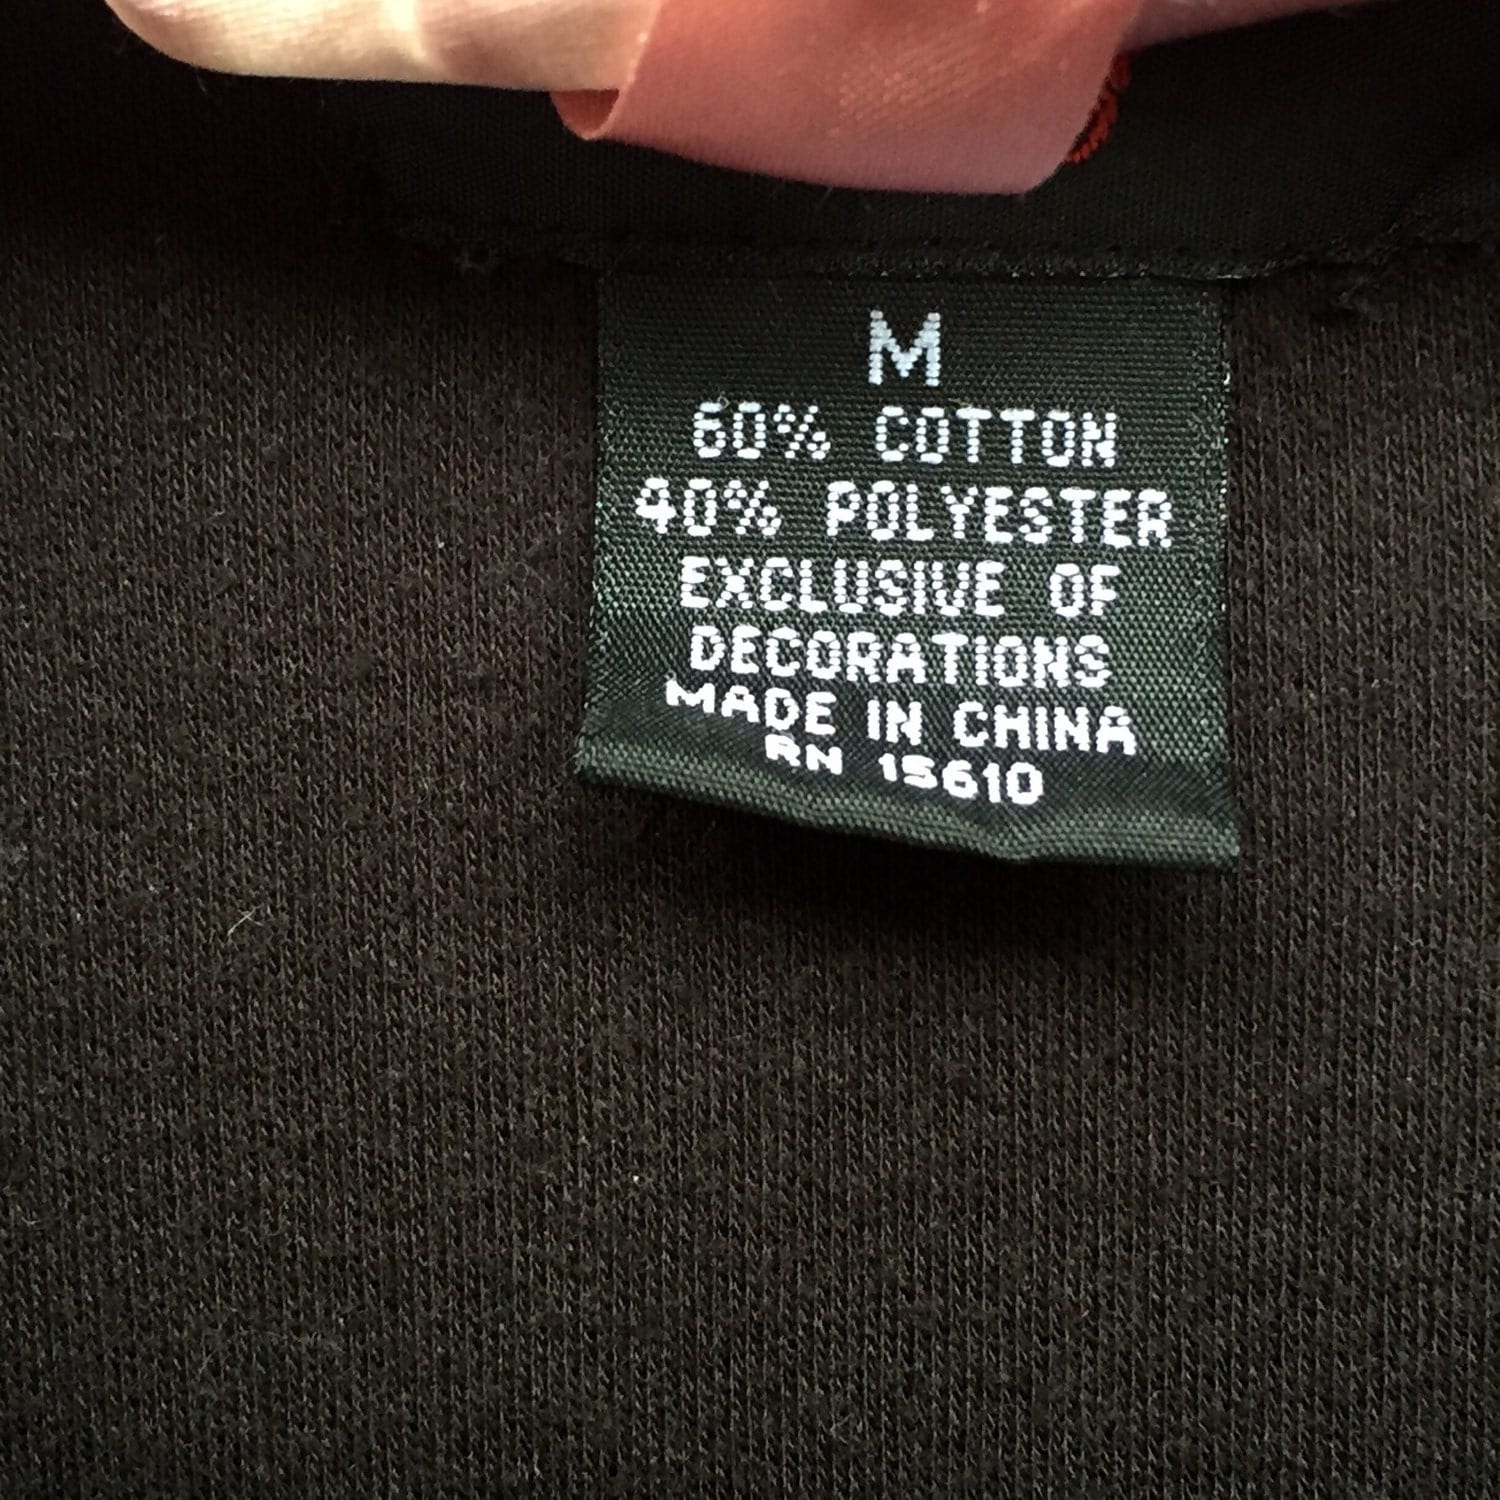 M
60% COTTON
40% POLYESTER
EXCLUSIVE OF
DECORATIONS
MADE IN CHINA
RN 15610